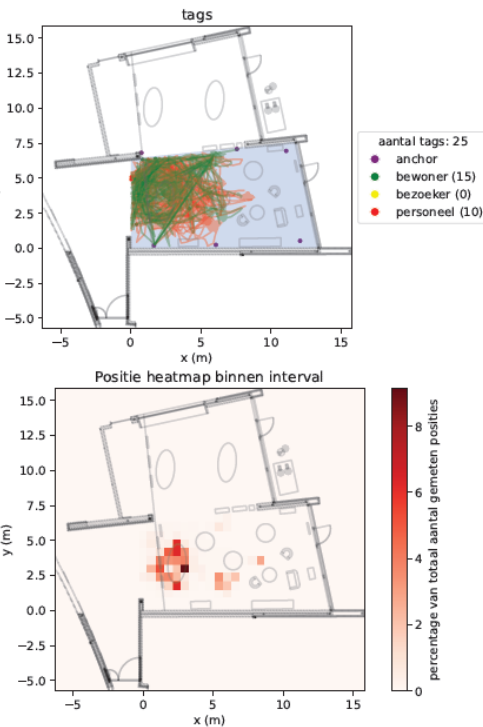 tags
15.0
12.5
10.0
7.5
5.0
2.5
0.0
−2.5
−5.0
−5 0 5 10 15
x (m)
aantal tags: 25
anchor
bewoner (15)
bezoeker (0)
personeel (10)
Positie heatmap binnen interval
15.0
12.5
10.0
7.5
5.0
2.5
0.0
−2.5
−5.0
y (m)
−5 0 5 10 15
x (m)
8
6
4
2
0
percentage van totaal aantal gemeten posities